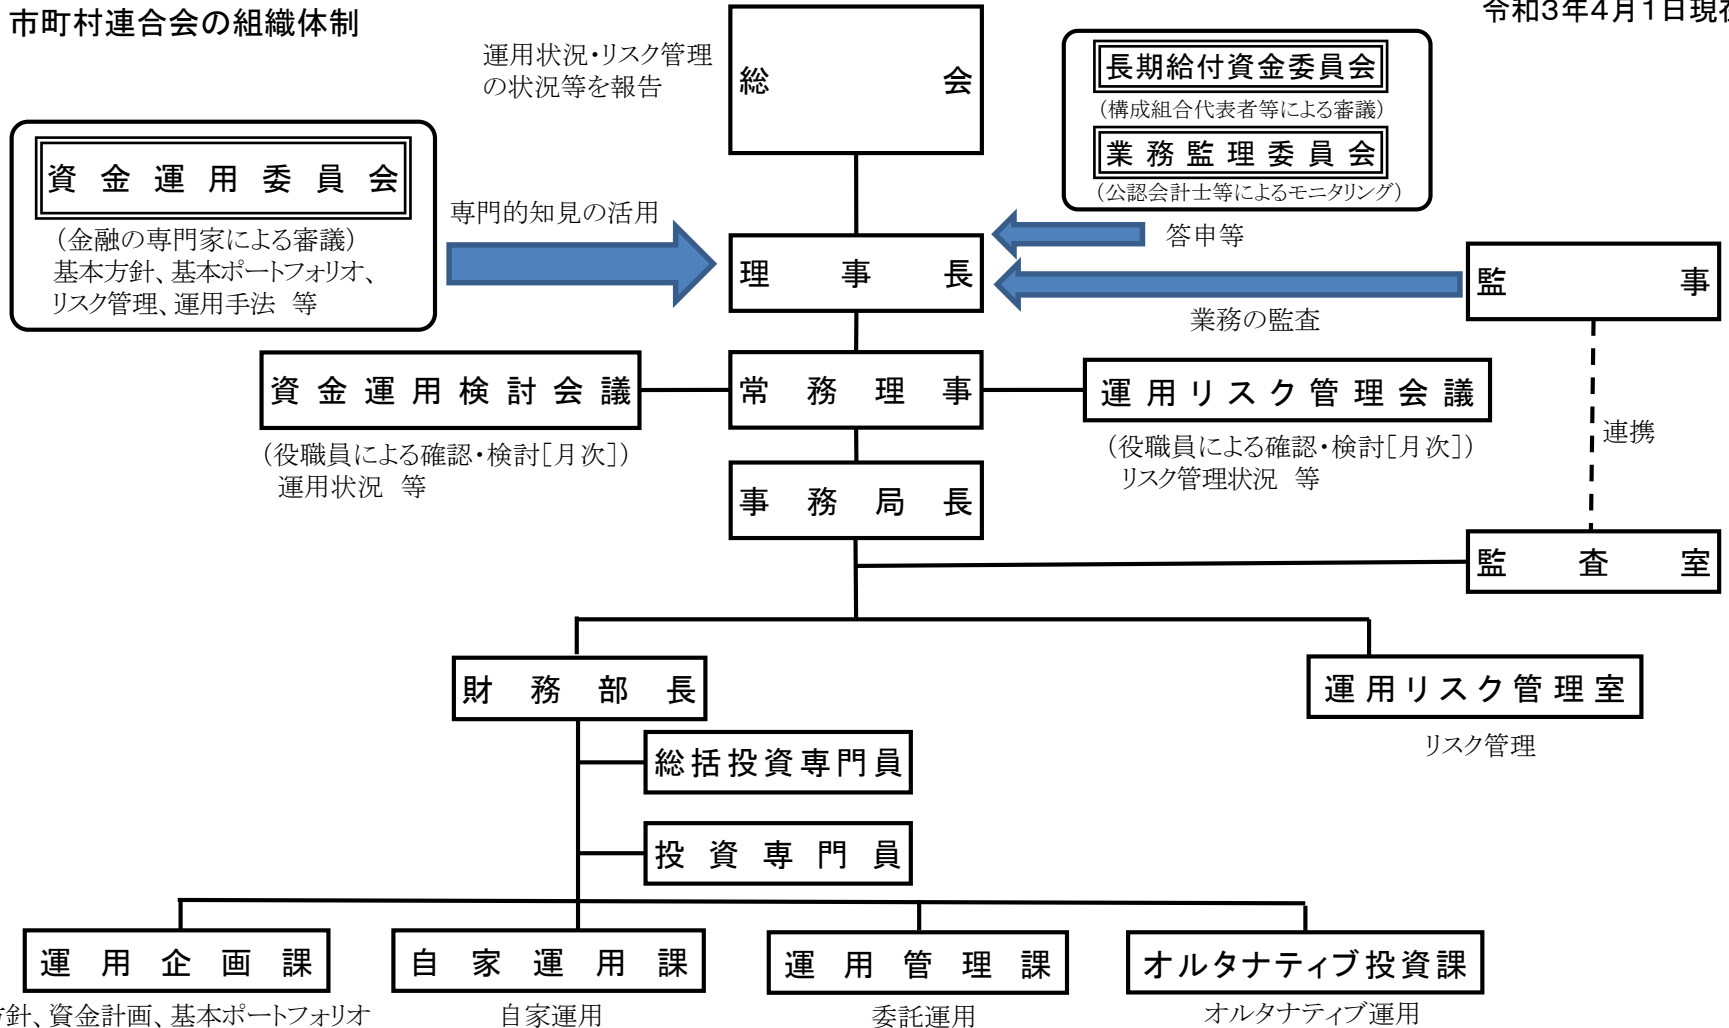 市町村連合会の組織体制
令和3年4月1日現在
運用状況・リスク管理
の状況等を報告
総会
長期給付資金委員会
（構成組合代表者等による審議）
業務監理委員会
（公認会計士等によるモニタリング）
資金運用委員会
（金融の専門家による審議）
基本方針、基本ポートフォリオ、
リスク管理、運用手法 等
専門的知見の活用
答申等
理事長
監事
業務の監査
資金運用検討会議
常務理事
運用リスク管理会議
（役職員による確認・検討［月次］）
運用状況 等
（役職員による確認・検討［月次］）
リスク管理状況 等
連携
事務局長
監査室
財務部長
運用リスク管理室
リスク管理
総括投資専門員
投資専門員
運用企画課
自家運用課
運用管理課
オルタナティブ投資課
方針、資金計画、基本ポートフォリオ
自家運用
委託運用
オルタナティブ運用